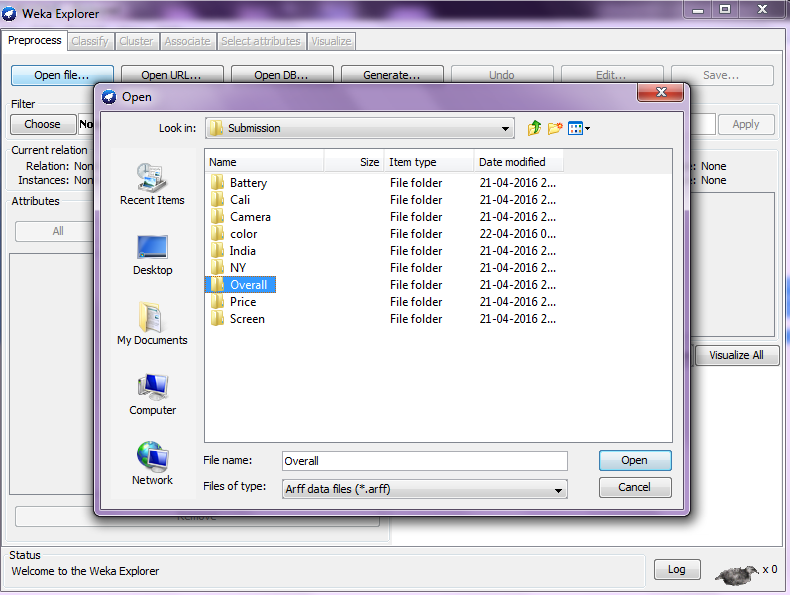 Weka Explorer
Preprocess Classify Cluster Associate Select attributes Visualize
Open file... Open URL... Open DB... Generate... Undo Edit... Save...
Filter
Choose Apply
Current relation
Relation: None
Instances: None
: None
: None
Attributes
All
Visualize All
Remove
Open
Look in: Submission
Recent Items
Desktop
My Documents
Computer
Network
Name Size Item type Date modified
Battery File folder 21-04-2016 2...
Cali File folder 21-04-2016 2...
Camera File folder 21-04-2016 2...
color File folder 22-04-2016 0...
India File folder 21-04-2016 2...
NY File folder 21-04-2016 2...
Overall File folder 21-04-2016 2...
Price File folder 21-04-2016 2...
Screen File folder 21-04-2016 2...
File name: Overall Open
Files of type: Arff data files (*.arff) Cancel
Status
Welcome to the Weka Explorer Log x 0